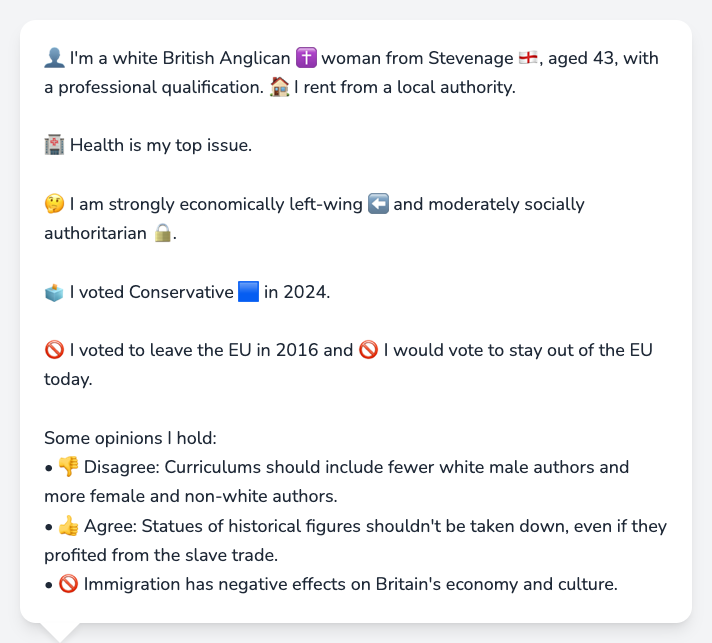 👤 I'm a white British Anglican ✝️ woman from Stevenage 🏴󠁧󠁢󠁥󠁮󠁧󠁿, aged 43, with
a professional qualification. 🏠 I rent from a local authority.
🏥 Health is my top issue.
🤔 I am strongly economically left-wing ⬅️ and moderately socially
authoritarian 🔒.
🗳️ I voted Conservative 🟦 in 2024.
🚫 I voted to leave the EU in 2016 and 🚫 I would vote to stay out of the EU
today.
Some opinions I hold:
• 👎 Disagree: Curriculums should include fewer white male authors and
more female and non-white authors.
• 👍 Agree: Statues of historical figures shouldn't be taken down, even if they
profited from the slave trade.
• 🚫 Immigration has negative effects on Britain's economy and culture.